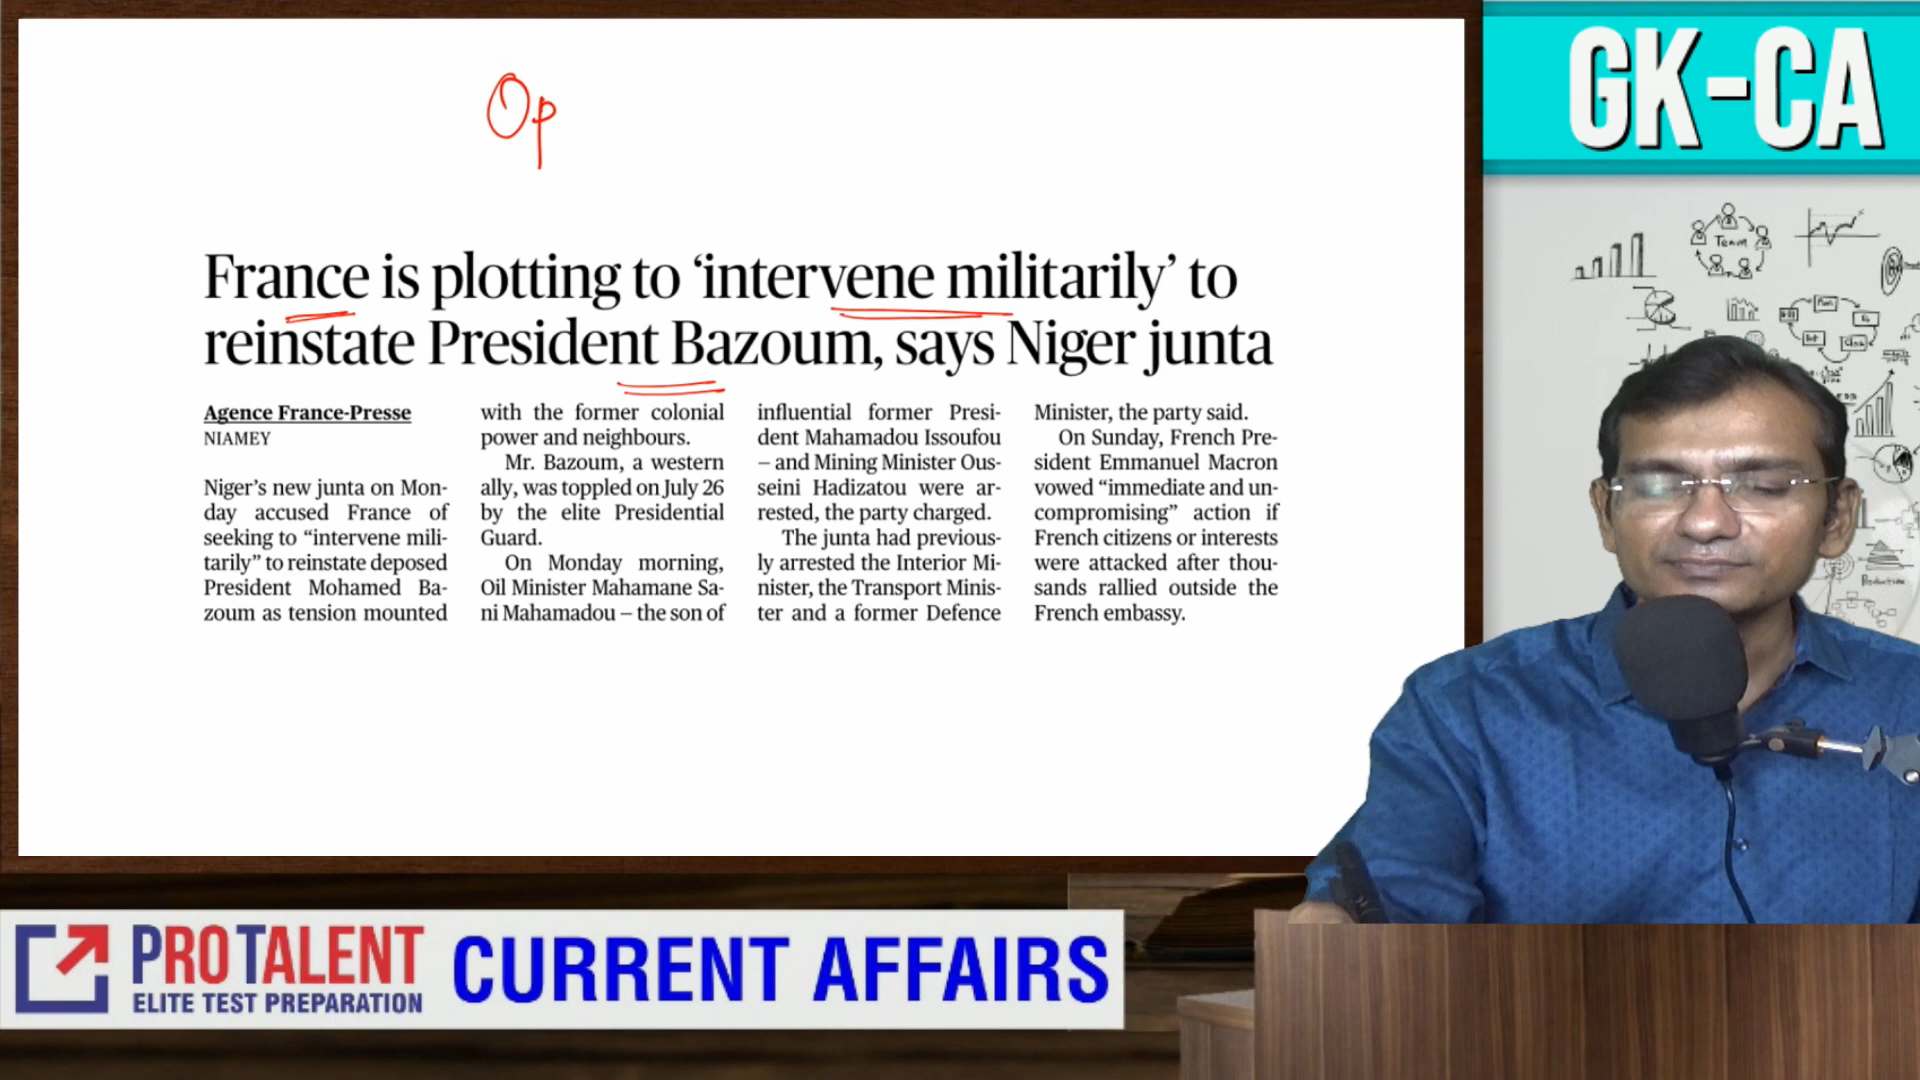 GK-CA
Op
France is plotting to ‘intervene militarily’ to
reinstate President Bazoum, says Niger junta
Agence France-Presse
NIAMEY
Niger’s new junta on Mon-
day accused France of
seeking to “intervene mili-
tarily” to reinstate deposed
President Mohamed Ba-
zoum as tension mounted
with the former colonial
power and neighbours.
Mr. Bazoum, a western
ally, was toppled on July 26
by the elite Presidential
Guard.
On Monday morning,
Oil Minister Mahamane Sa-
ni Mahamadou – the son of
influential former Presi-
dent Mahamadou Issoufou
– and Mining Minister Ous-
seini Hadizatou were ar-
rested, the party charged.
The junta had previous-
ly arrested the Interior Mi-
nister, the Transport Minis-
ter and a former Defence
Minister, the party said.
On Sunday, French Pre-
sident Emmanuel Macron
vowed “immediate and un-
compromising” action if
French citizens or interests
were attacked after thou-
sands rallied outside the
French embassy.
Team
PROTALENT
ELITE TEST PREPARATION
CURRENT AFFAIRS